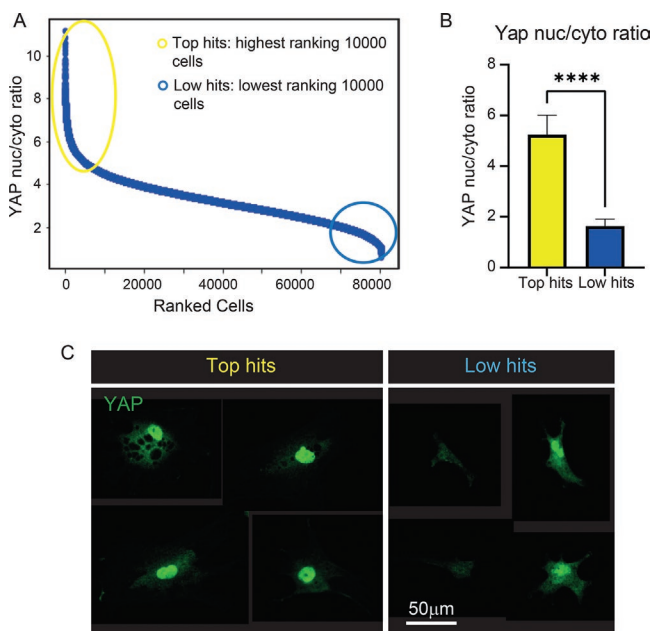 A
YAP nuc/cyto ratio
10
8
6
4
2
0
20000
40000
60000
80000
Ranked Cells
Top hits: highest ranking 10000
cells
Low hits: lowest ranking 10000
cells
B
Yap nuc/cyto ratio
****
YAP nuc/cyto ratio
8
6
4
2
0
Top hits Low hits
C
Top hits
Low hits
YAP
50μm